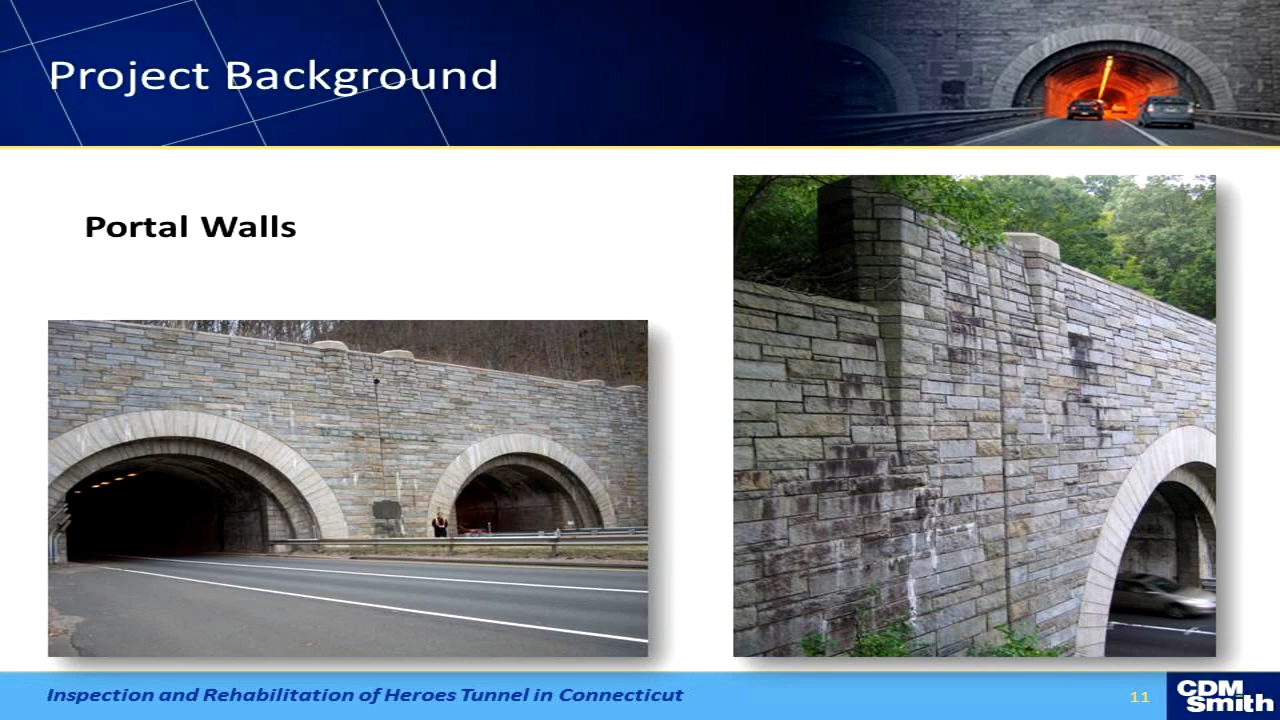 Project Background
Portal Walls
Inspection and Rehabilitation of Heroes Tunnel in Connecticut
11
CDM
Smith